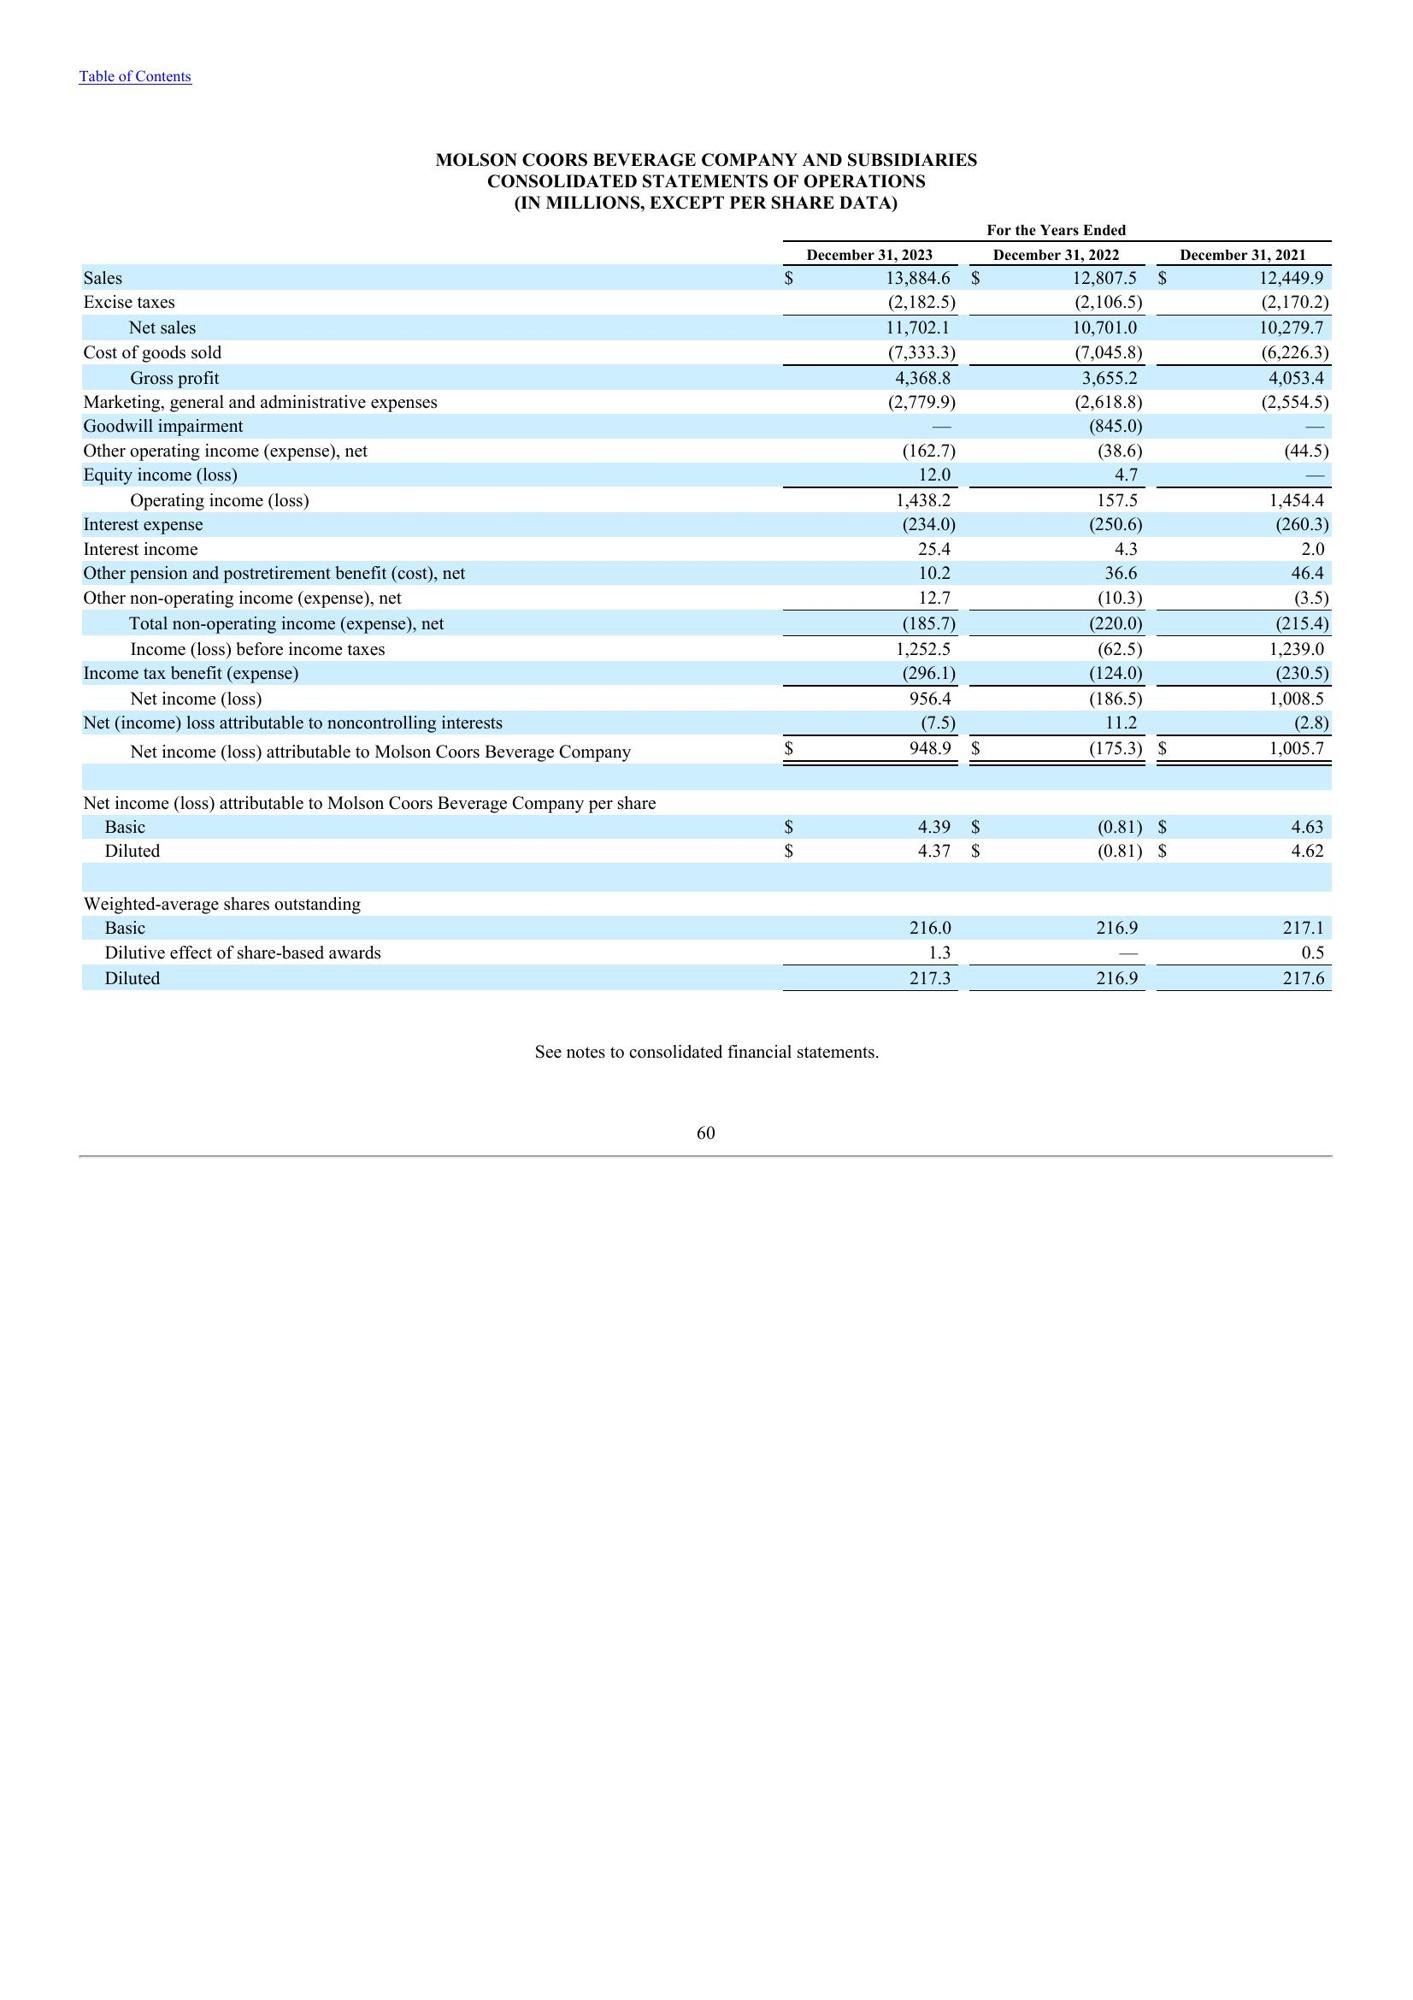 Table of Contents
MOLSON COORS BEVERAGE COMPANY AND SUBSIDIARIES
CONSOLIDATED STATEMENTS OF OPERATIONS
(IN MILLIONS, EXCEPT PER SHARE DATA)
For the Years Ended
December 31, 2023 December 31, 2022 December 31, 2021
Sales $ 13,884.6 $ 12,807.5 $ 12,449.9
Excise taxes (2,182.5) (2,106.5) (2,170.2)
Net sales 11,702.1 10,701.0 10,279.7
Cost of goods sold (7,333.3) (7,045.8) (6,226.3)
Gross profit 4,368.8 3,655.2 4,053.4
Marketing, general and administrative expenses (2,779.9) (2,618.8) (2,554.5)
Goodwill impairment — (845.0) —
Other operating income (expense), net (162.7) (38.6) (44.5)
Equity income (loss) 12.0 4.7 —
Operating income (loss) 1,438.2 157.5 1,454.4
Interest expense (234.0) (250.6) (260.3)
Interest income 25.4 4.3 2.0
Other pension and postretirement benefit (cost), net 10.2 36.6 46.4
Other non-operating income (expense), net 12.7 (10.3) (3.5)
Total non-operating income (expense), net (185.7) (220.0) (215.4)
Income (loss) before income taxes 1,252.5 (62.5) 1,239.0
Income tax benefit (expense) (296.1) (124.0) (230.5)
Net income (loss) 956.4 (186.5) 1,008.5
Net (income) loss attributable to noncontrolling interests (7.5) 11.2 (2.8)
Net income (loss) attributable to Molson Coors Beverage Company $ 948.9 $ (175.3) $ 1,005.7
Net income (loss) attributable to Molson Coors Beverage Company per share
Basic $ 4.39 $ (0.81) $ 4.63
Diluted $ 4.37 $ (0.81) $ 4.62
Weighted-average shares outstanding
Basic 216.0 216.9 217.1
Dilutive effect of share-based awards 1.3 — 0.5
Diluted 217.3 216.9 217.6
See notes to consolidated financial statements.
60